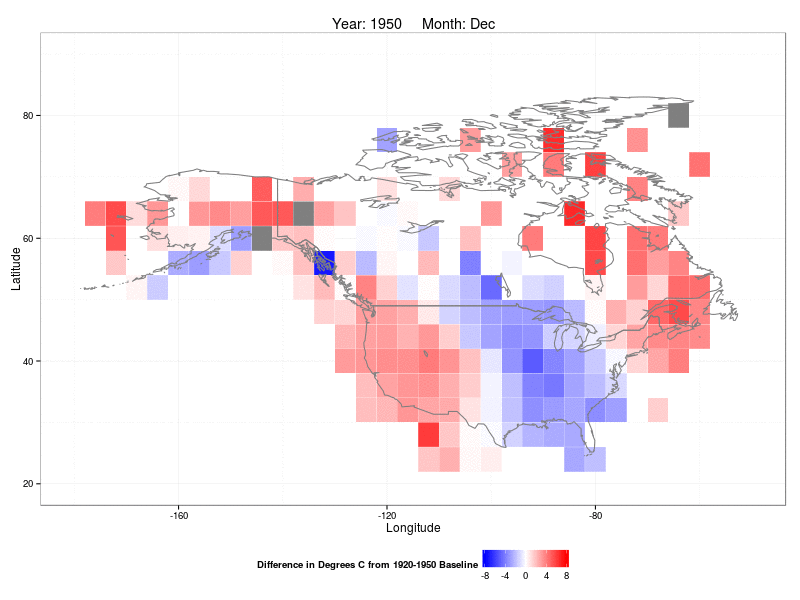 Year: 1950 Month: Dec
80
60
40
20
Latitude
-160
-120
-80
Longitude
Difference in Degrees C from 1920-1950 Baseline
-8 -4 0 4 8